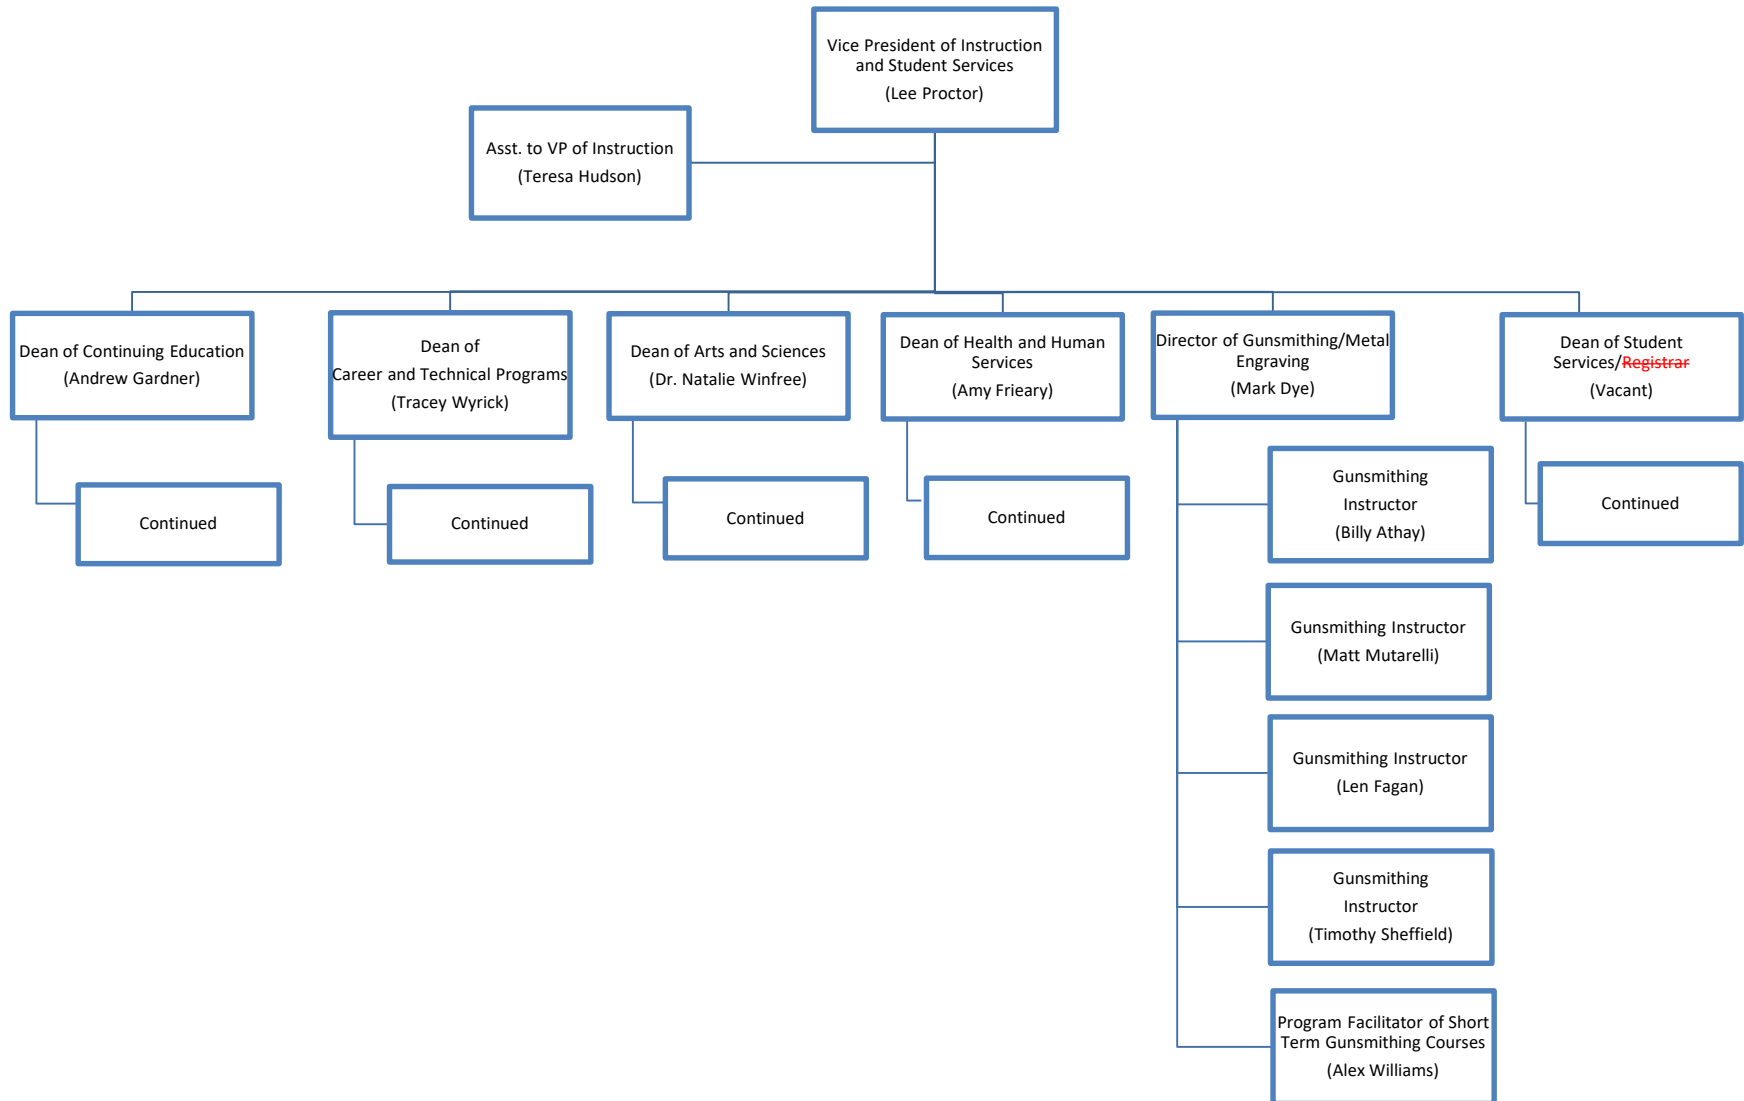 Vice President of Instruction
and Student Services
(Lee Proctor)
Asst. to VP of Instruction
(Teresa Hudson)
Dean of Continuing Education
(Andrew Gardner)
Dean of
Career and Technical Programs
(Tracey Wyrick)
Dean of Arts and Sciences
(Dr. Natalie Winfree)
Dean of Health and Human
Services
(Amy Frieary)
Director of Gunsmithing/Metal
Engraving
(Mark Dye)
Dean of Student
Services/Registrar
(Vacant)
Continued
Continued
Continued
Continued
Gunsmithing
Instructor
(Billy Athay)
Continued
Gunsmithing Instructor
(Matt Mutarelli)
Gunsmithing Instructor
(Len Fagan)
Gunsmithing
Instructor
(Timothy Sheffield)
Program Facilitator of Short
Term Gunsmithing Courses
(Alex Williams)